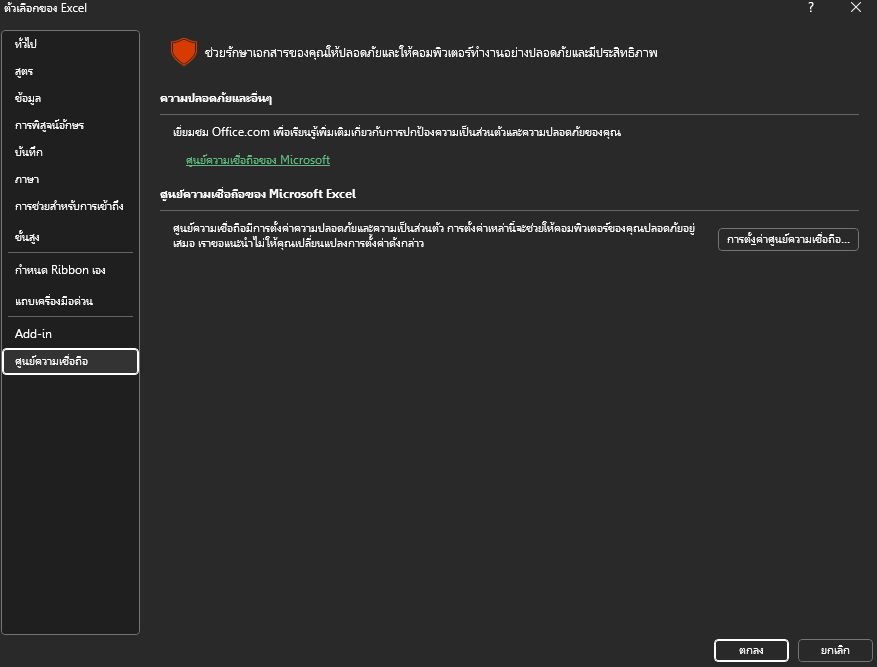 ตัวเลือกของ Excel
?
ทั่วไป
สูตร
ข้อมูล
การพิสูจน์อักษร
บันทึก
ภาษา
การช่วยสำหรับการเข้าถึง
ขั้นสูง
กำหนด Ribbon เอง
แถบเครื่องมือด่วน
Add-in
ศูนย์ความเชื่อถือ
ช่วยรักษาเอกสารของคุณให้ปลอดภัยและให้คอมพิวเตอร์ทำงานอย่างปลอดภัยและมีประสิทธิภาพ
ความปลอดภัยและอื่นๆ
เยี่ยมชม Office.com เพื่อเรียนรู้เพิ่มเติมเกี่ยวกับการปกป้องความเป็นส่วนตัวและความปลอดภัยของคุณ
ศูนย์ความเชื่อถือของ Microsoft
ศูนย์ความเชื่อถือของ Microsoft Excel
ศูนย์ความเชื่อถือมีการตั้งค่าความปลอดภัยและความเป็นส่วนตัว การตั้งค่าเหล่านี้จะช่วยให้คอมพิวเตอร์ของคุณปลอดภัยอยู่
เสมอ เราขอแนะนำไม่ให้คุณเปลี่ยนแปลงการตั้งค่าดังกล่าว
การตั้งค่าศูนย์ความเชื่อถือ...
ตกลง
ยกเลิก